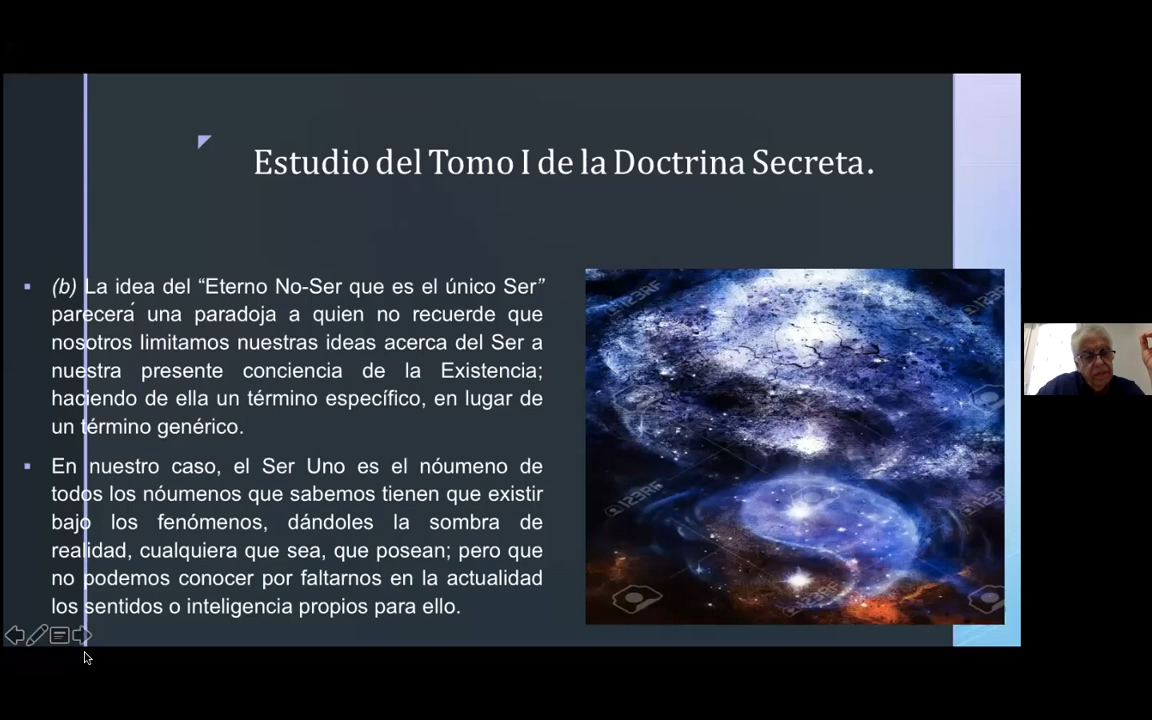 Estudio del Tomo I de la Doctrina Secreta.
▪ (b) La idea del “Eterno No-Ser que es el único Ser”
parecerá una paradoja a quien no recuerde que
nosotros limitamos nuestras ideas acerca del Ser a
nuestra presente conciencia de la Existencia;
haciendo de ella un término específico, en lugar de
un término genérico.
▪ En nuestro caso, el Ser Uno es el nóumeno de
todos los nóumenos que sabemos tienen que existir
bajo los fenómenos, dándoles la sombra de
realidad, cualquiera que sea, que posean; pero que
no podemos conocer por faltarnos en la actualidad
los sentidos o inteligencia propios para ello.
123RF
123RF
123RF
123RF